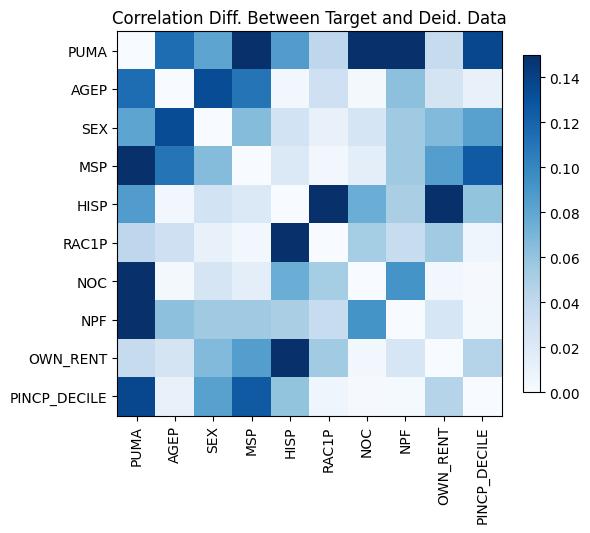 Correlation Diff. Between Target and Deid. Data
PUMA
AGEP
SEX
MSP
HISP
RAC1P
NOC
NPF
OWN_RENT
PINCP_DECILE
PUMA
AGEP
SEX
MSP
HISP
RAC1P
NOC
NPF
OWN_RENT
PINCP_DECILE
0.14
0.12
0.10
0.08
0.06
0.04
0.02
0.00